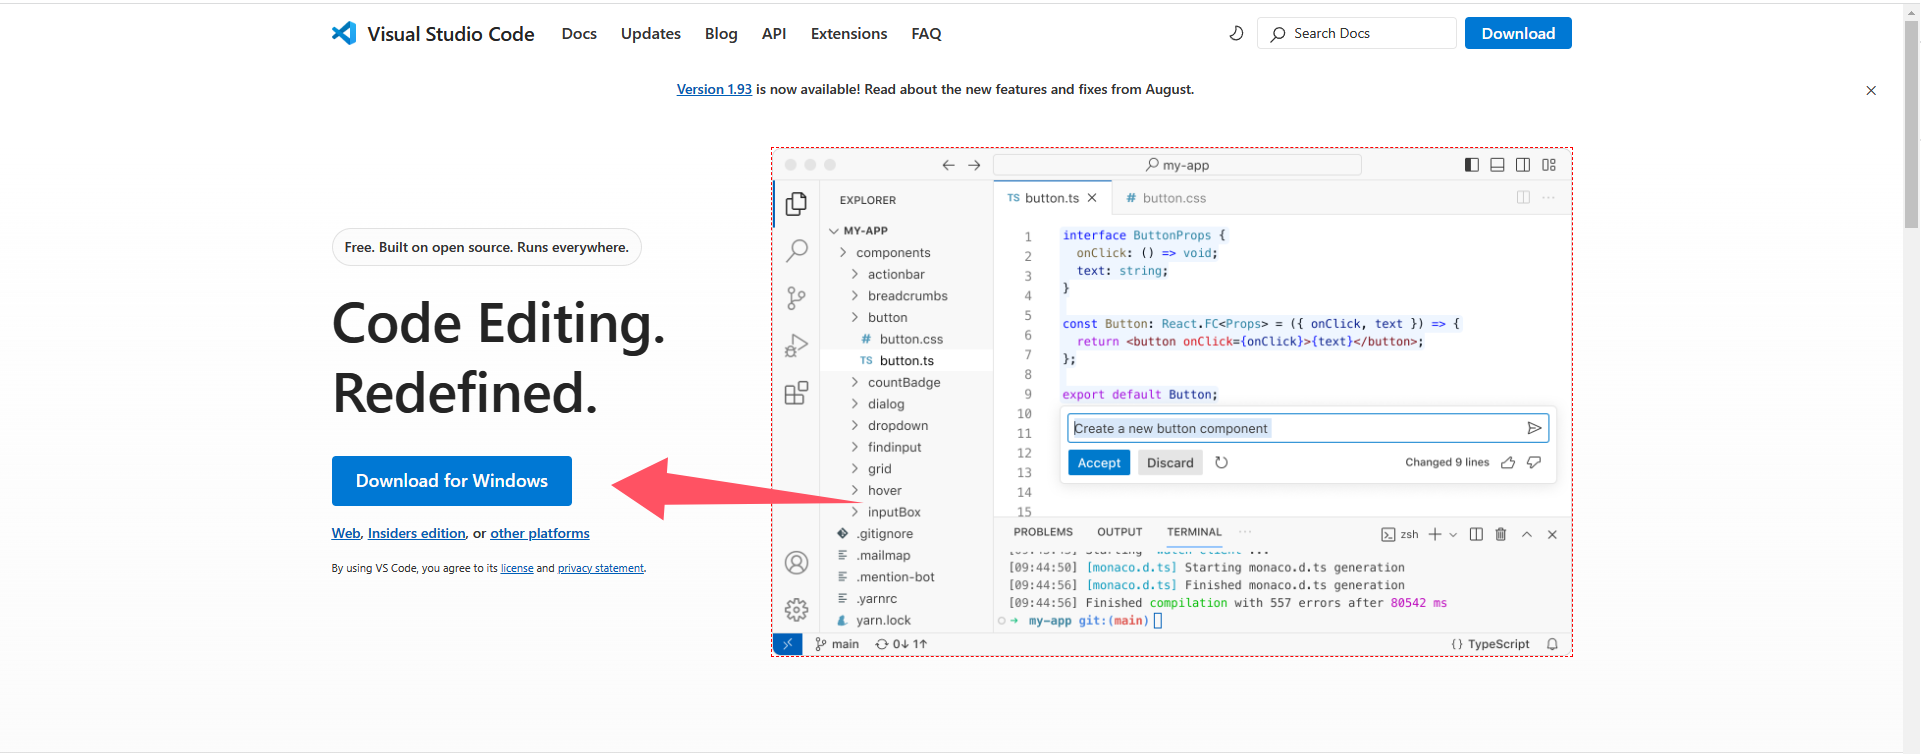 Visual Studio Code Docs Updates Blog API Extensions FAQ Search Docs Download
Version 1.93 is now available! Read about the new features and fixes from August.
Free. Built on open source. Runs everywhere.
Code Editing.
Redefined.
Download for Windows
Web, Insiders edition, or other platforms
By using VS Code, you agree to its license and privacy statement.
my-app
EXPLORER
MY-APP
components
actionbar
breadcrumbs
button
# button.css
TS button.ts
countBadge
dialog
dropdown
findinput
grid
hover
inputBox
.gitignore
.mailmap
.mention-bot
.yarnrc
yarn.lock
TS button.ts # button.css
1 interface ButtonProps {
2 onClick: () => void;
3 text: string;
4 }
5
6 const Button: React.FC<Props> = ({ onClick, text }) => {
7 return <button onClick={onClick}>{text}</button>;
8 };
9
10 export default Button;
11
12
13
14
15
Create a new button component
Accept Discard Changed 9 lines
PROBLEMS OUTPUT TERMINAL ... zsh
[09:44:50] [monaco.d.ts] Starting monaco.d.ts generation
[09:44:56] [monaco.d.ts] Finished monaco.d.ts generation
[09:44:56] Finished compilation with 557 errors after 80542 ms
my-app git:(main)
main 0↓ 1↑ {} TypeScript